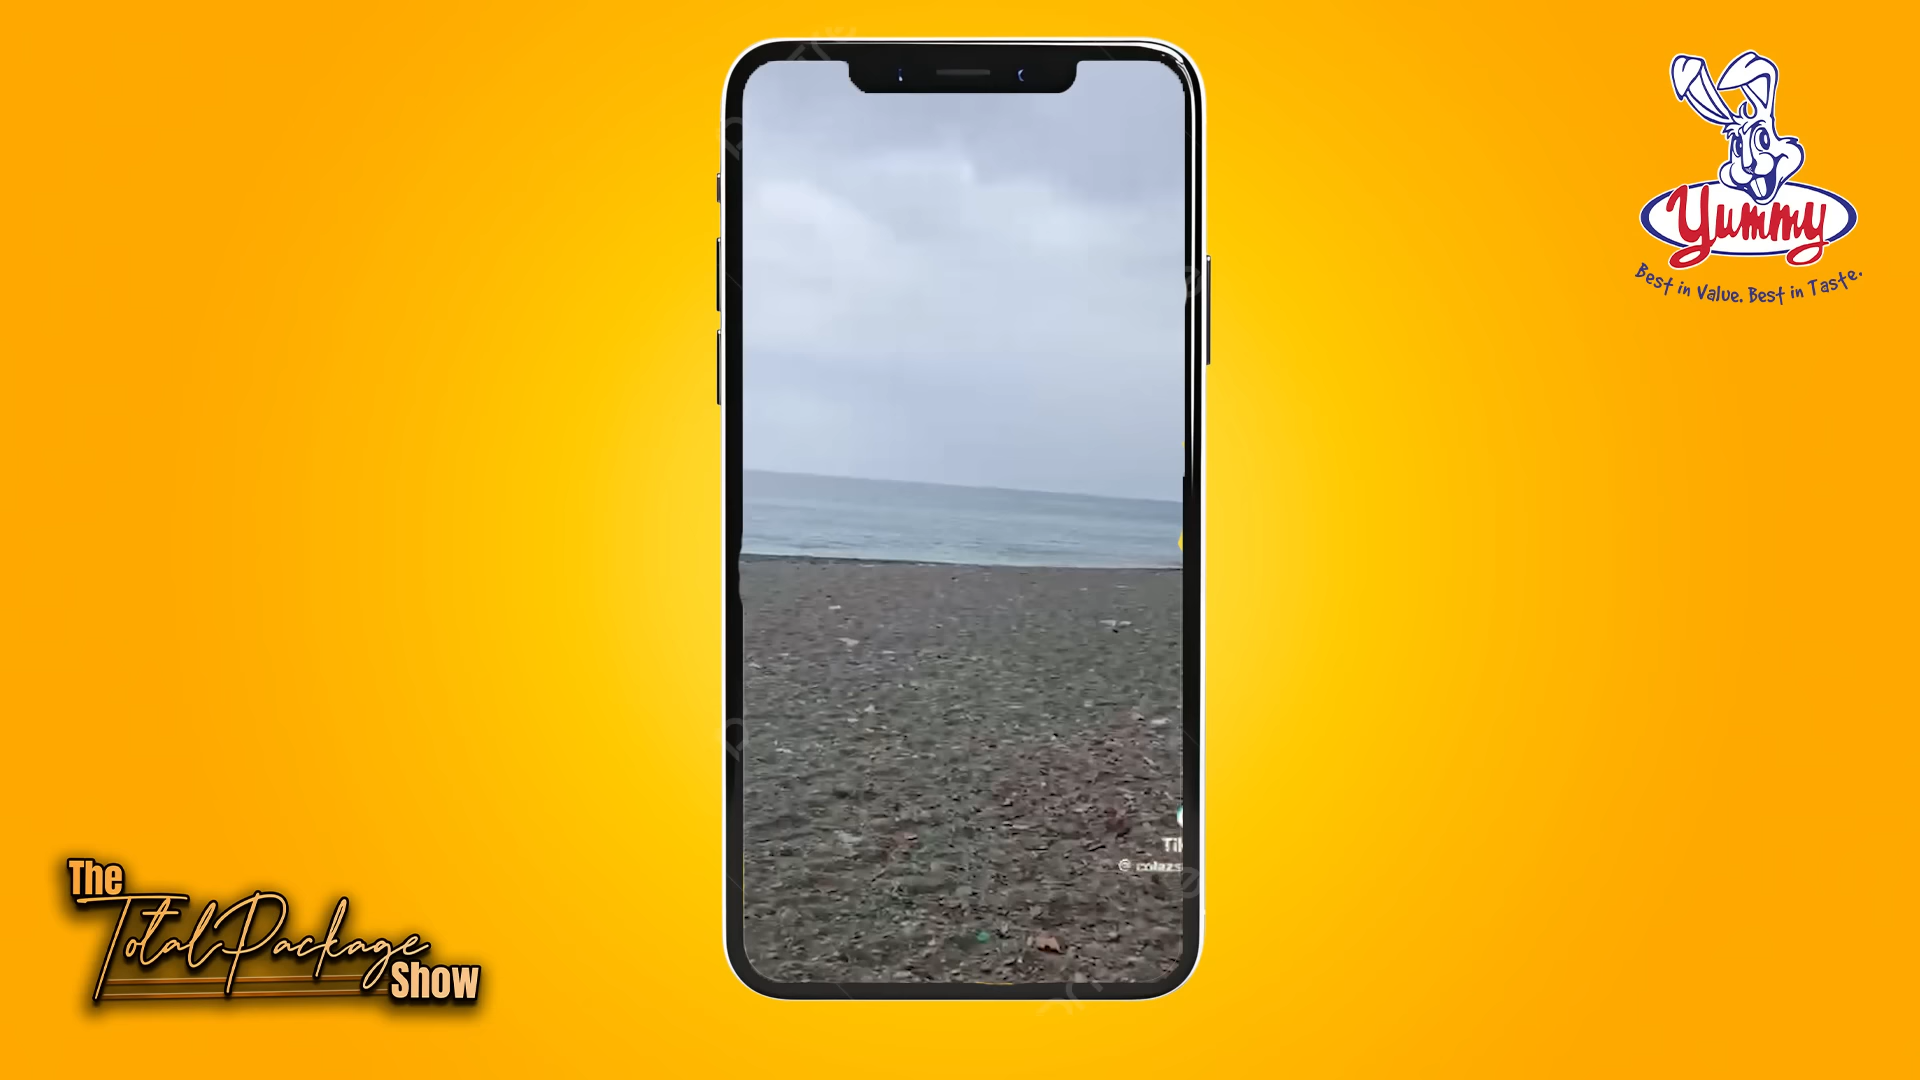 Yummy
Best in Value. Best in Taste.
The
Total Package
Show